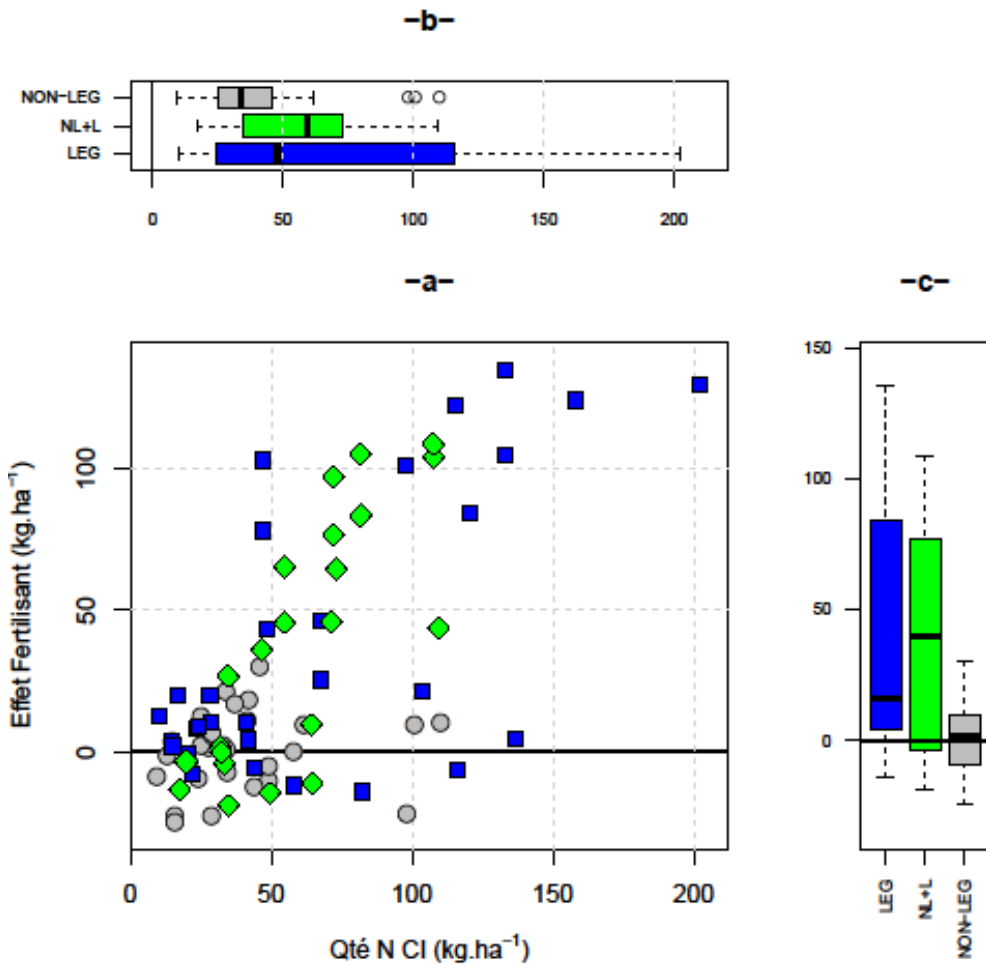 −b−
NON−LEG
NL+L
LEG
0 50 100 150 200
−a−
−c−
Effet Fertilisant (kg.ha⁻¹)
100
50
0
0 50 100 150 200
Qté N CI (kg.ha⁻¹)
150
100
50
0
LEG
NL+L
NON−LEG